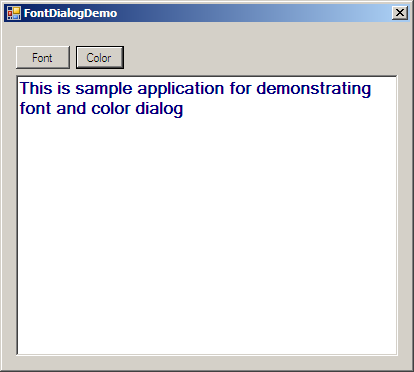 FontDialogDemo
Font Color
This is sample application for demonstrating
font and color dialog